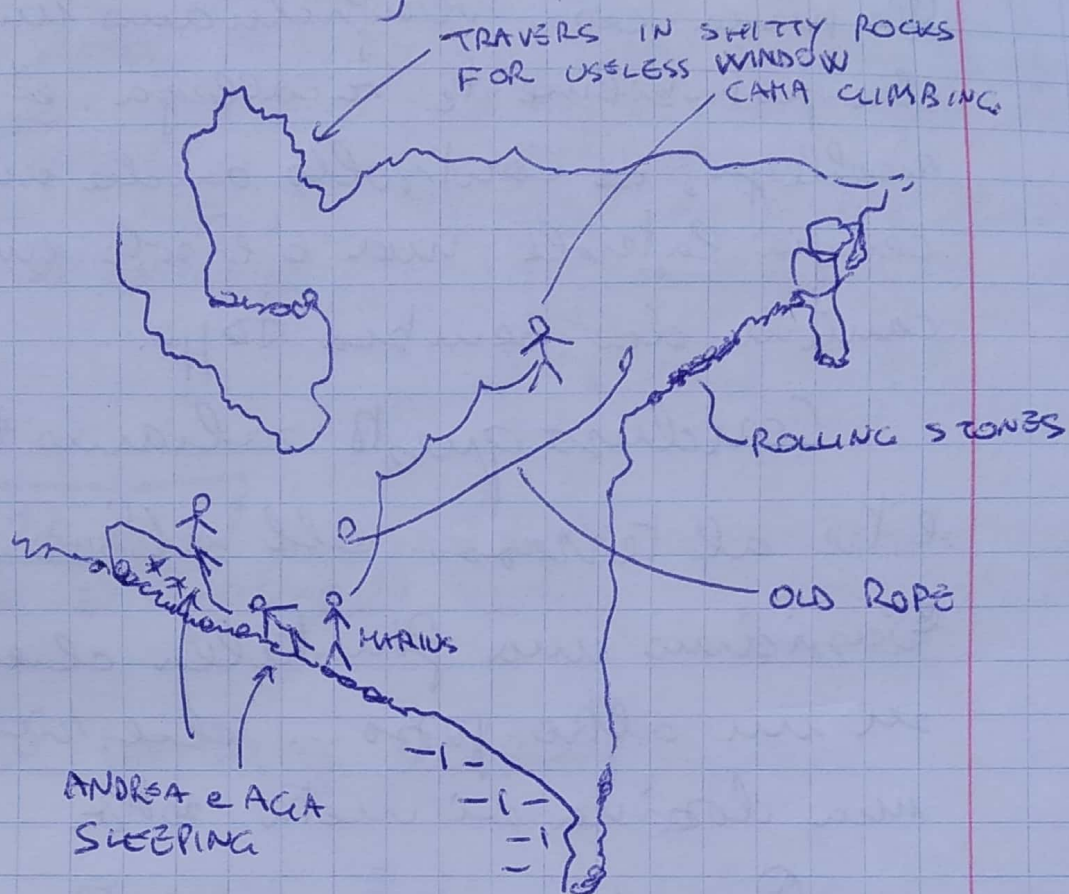 TRAVERS IN SHITTY ROCKS
FOR USELESS WINDOW
CAMA CLIMBING
ROLLING STONES
OLD ROPE
MARIUS
ANDREA e AGA
SLEEPING